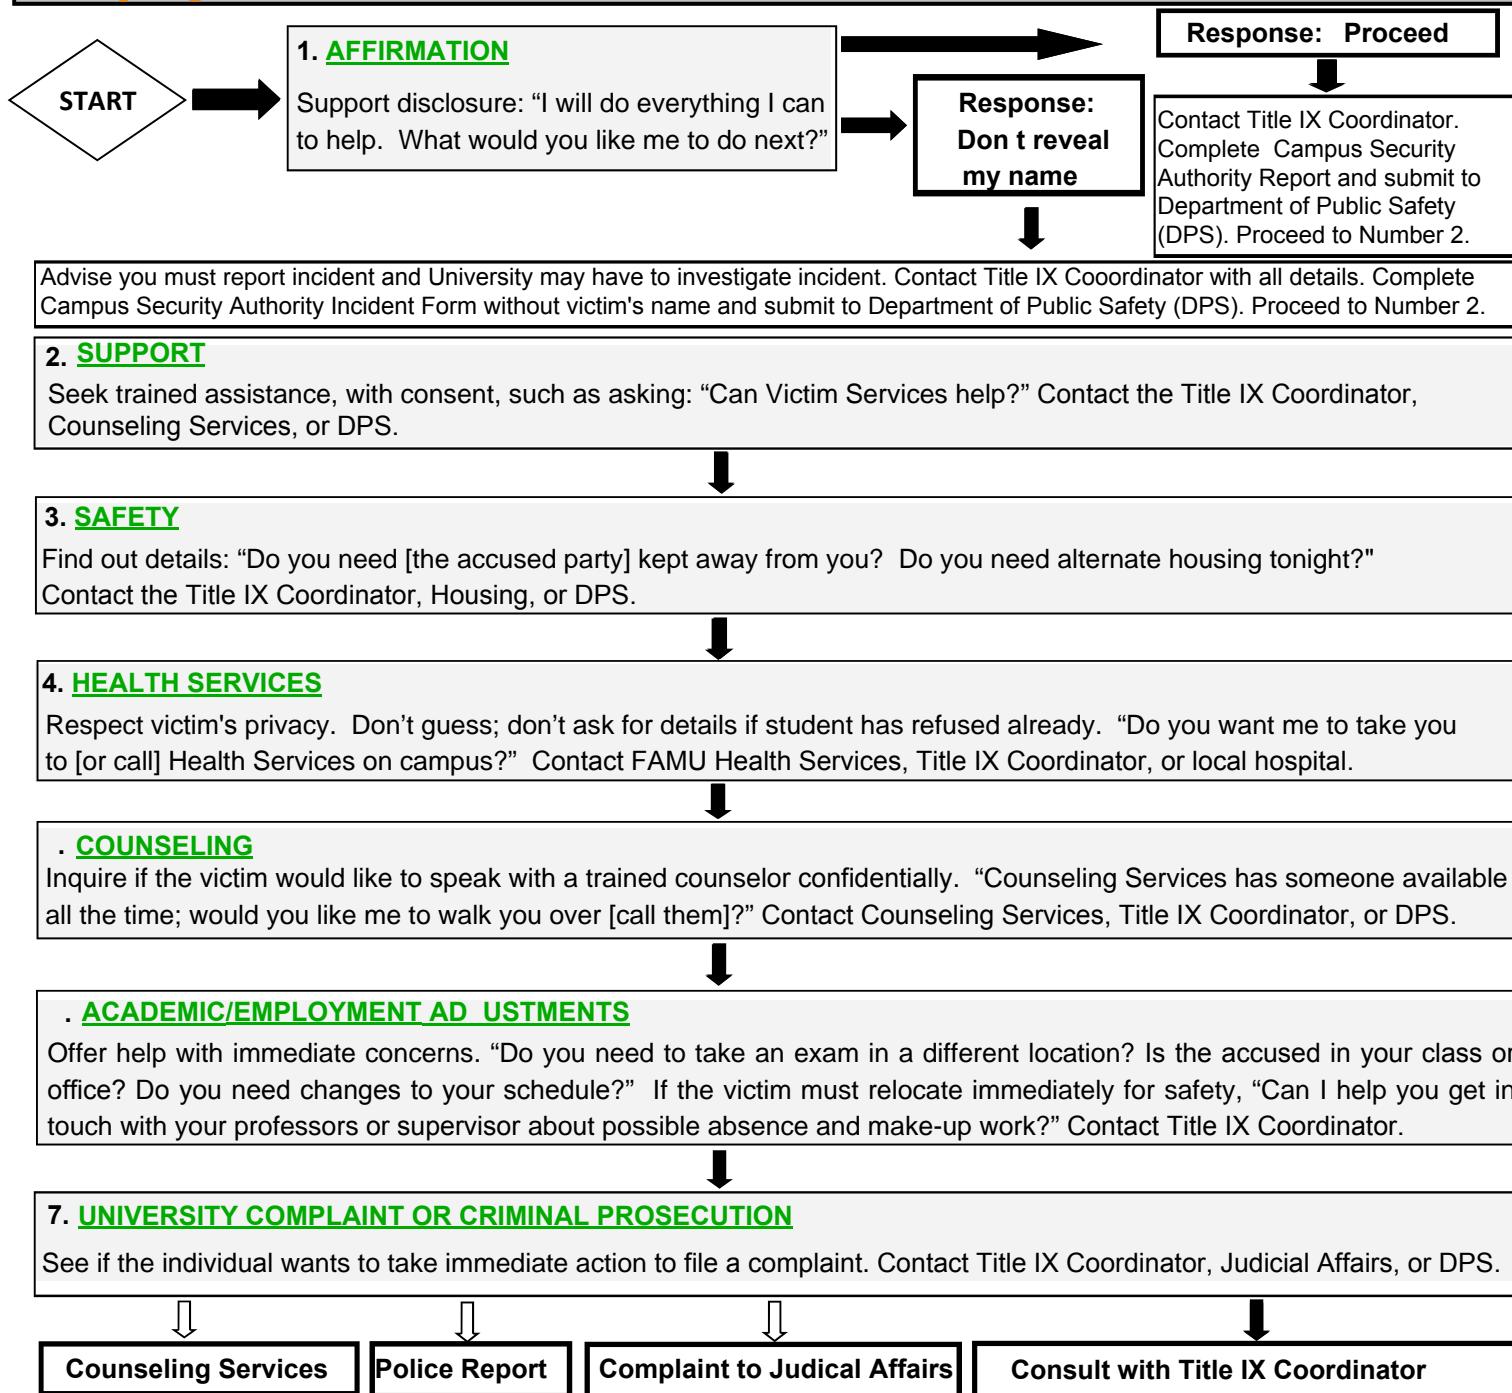 START
1. AFFIRMATION
Support disclosure: “I will do everything I can
to help.  What would you like me to do next?”
Response:   Proceed
Contact Title IX Coordinator.
Complete  Campus Security
Authority Report and submit to
Department of Public Safety
(DPS). Proceed to Number 2.
Response:
Don t reveal
my name
Advise you must report incident and University may have to investigate incident. Contact Title IX Cooordinator with all details. Complete
Campus Security Authority Incident Form without victim's name and submit to Department of Public Safety (DPS). Proceed to Number 2.
2. SUPPORT
Seek trained assistance, with consent, such as asking: “Can Victim Services help?” Contact the Title IX Coordinator,
Counseling Services, or DPS.
3. SAFETY
Find out details: “Do you need [the accused party] kept away from you?  Do you need alternate housing tonight?"
Contact the Title IX Coordinator, Housing, or DPS.
4. HEALTH SERVICES
Respect victim's privacy.  Don’t guess; don’t ask for details if student has refused already.  “Do you want me to take you
to [or call] Health Services on campus?”  Contact FAMU Health Services, Title IX Coordinator, or local hospital.
. COUNSELING
Inquire if the victim would like to speak with a trained counselor confidentially.  “Counseling Services has someone available
all the time; would you like me to walk you over [call them]?” Contact Counseling Services, Title IX Coordinator, or DPS.
. ACADEMIC/EMPLOYMENT AD  USTMENTS
Offer help with immediate concerns. “Do you need to take an exam in a different location? Is the accused in your class or
office? Do you need changes to your schedule?”  If the victim must relocate immediately for safety, “Can I help you get in
touch with your professors or supervisor about possible absence and make-up work?” Contact Title IX Coordinator.
7. UNIVERSITY COMPLAINT OR CRIMINAL PROSECUTION
See if the individual wants to take immediate action to file a complaint. Contact Title IX Coordinator, Judicial Affairs, or DPS.
Counseling Services
Police Report
Complaint to Judical Affairs
Consult with Title IX Coordinator